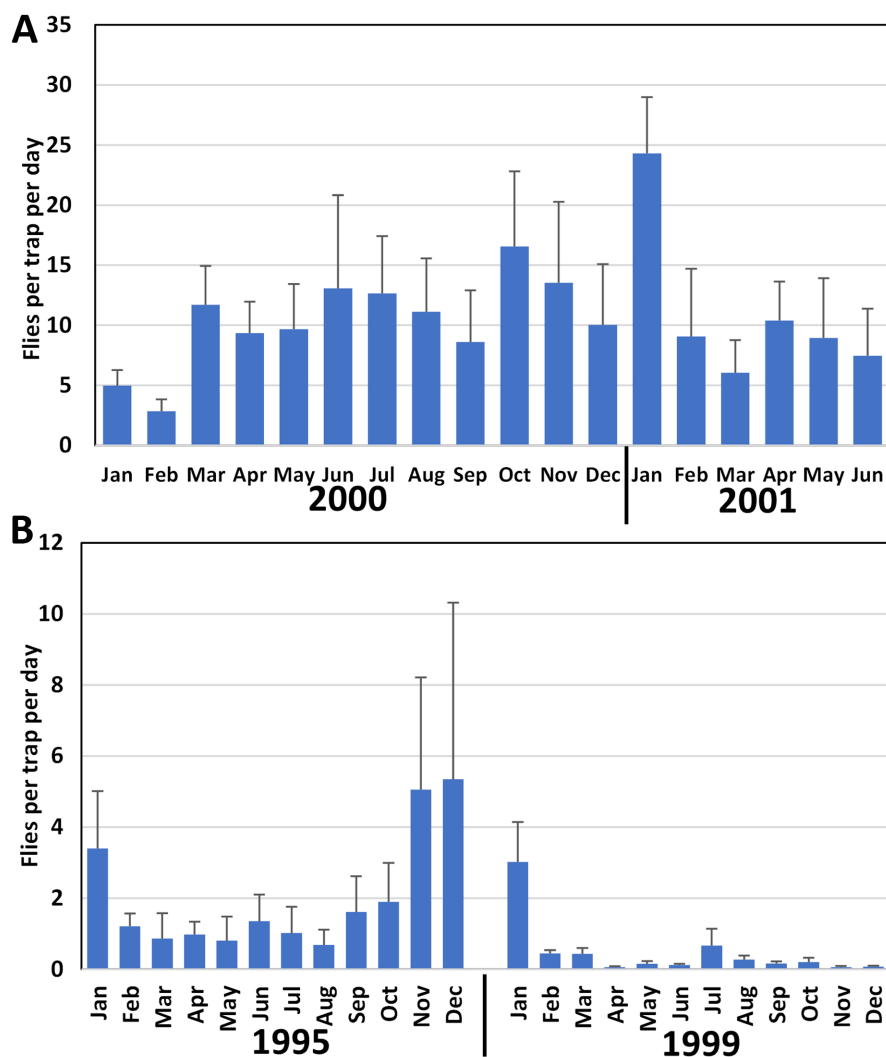 A
Flies per trap per day
35
30
25
20
15
10
5
0
Jan Feb Mar Apr May Jun Jul Aug Sep Oct Nov Dec Jan Feb Mar Apr May Jun
2000 2001
B
Flies per trap per day
12
10
8
6
4
2
0
Jan Feb Mar Apr May Jun Jul Aug Sep Oct Nov Dec Jan Feb Mar Apr May Jun Jul Aug Sep Oct Nov Dec
1995 1999